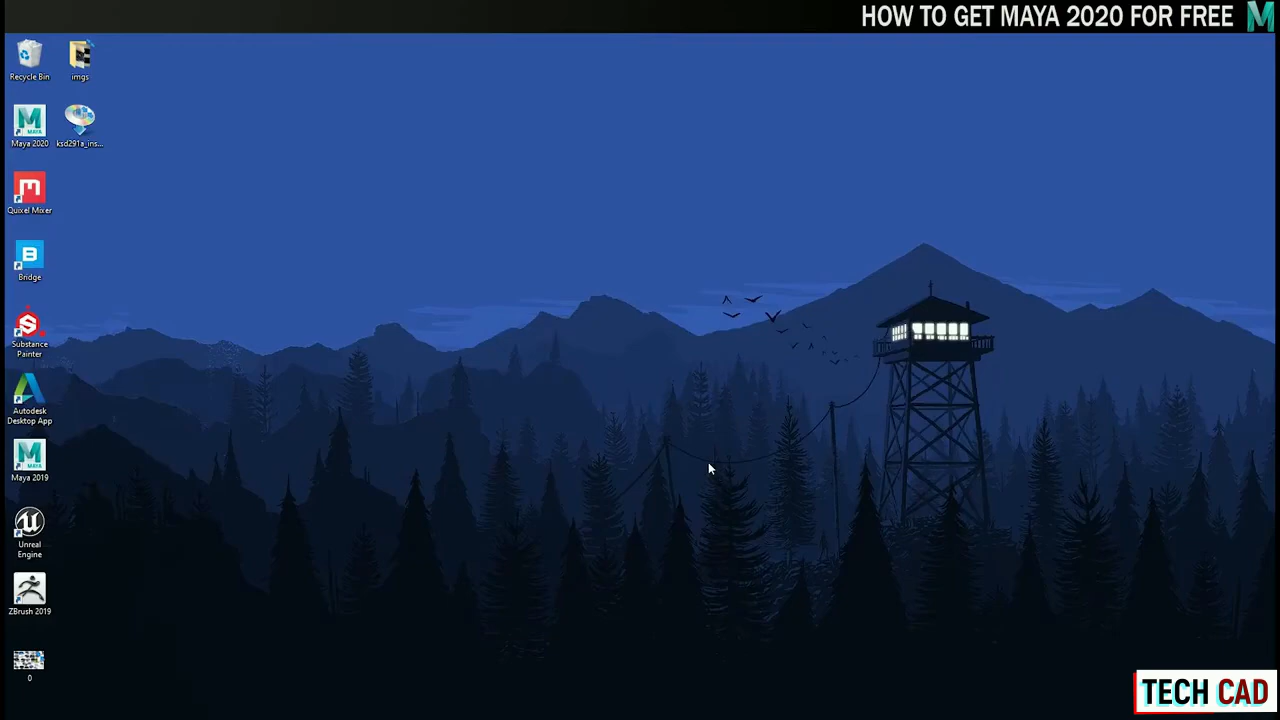 HOW TO GET MAYA 2020 FOR FREE
Recycle Bin
imgs
Maya 2020
ksd291a_ins...
Quixel Mixer
Bridge
Substance
Painter
Autodesk
Desktop App
Maya 2019
Unreal
Engine
ZBrush 2019
0
TECH CAD